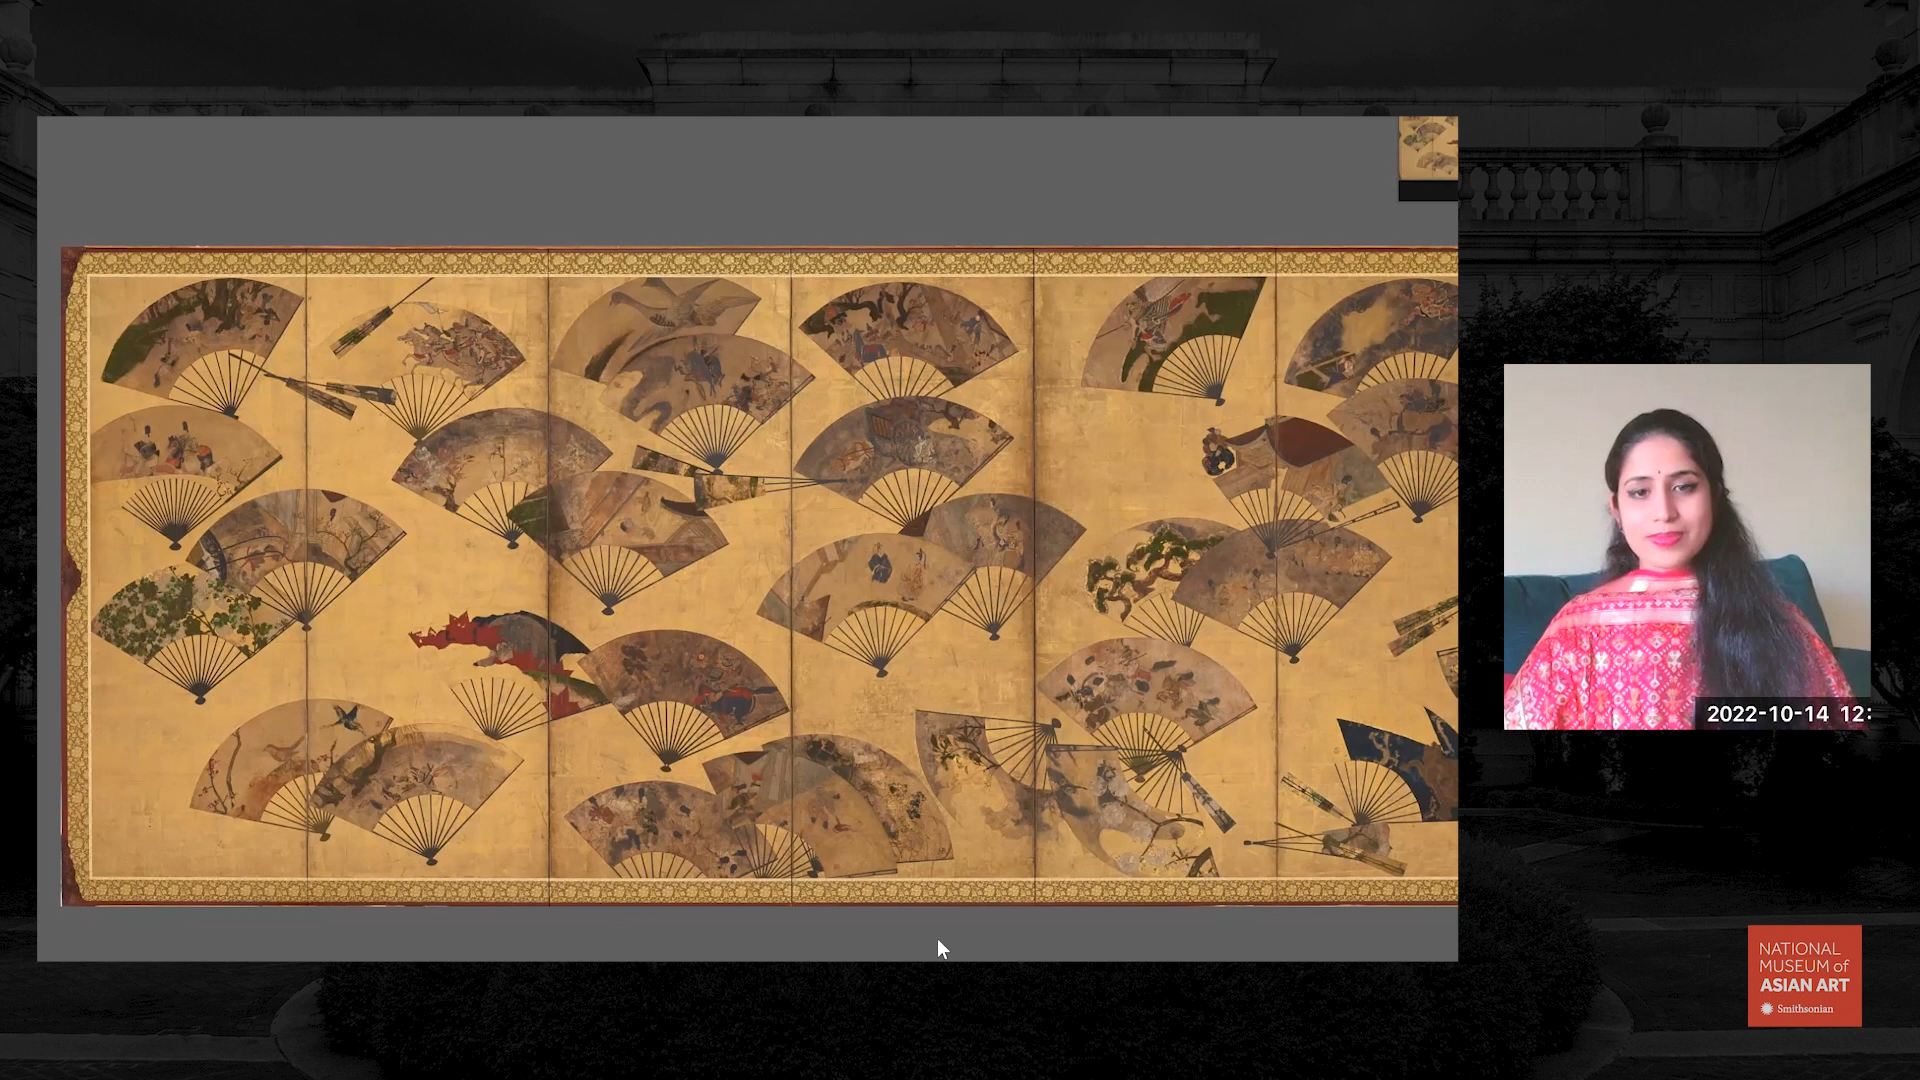 2022-10-14 12:
NATIONAL
MUSEUM of
ASIAN ART
Smithsonian